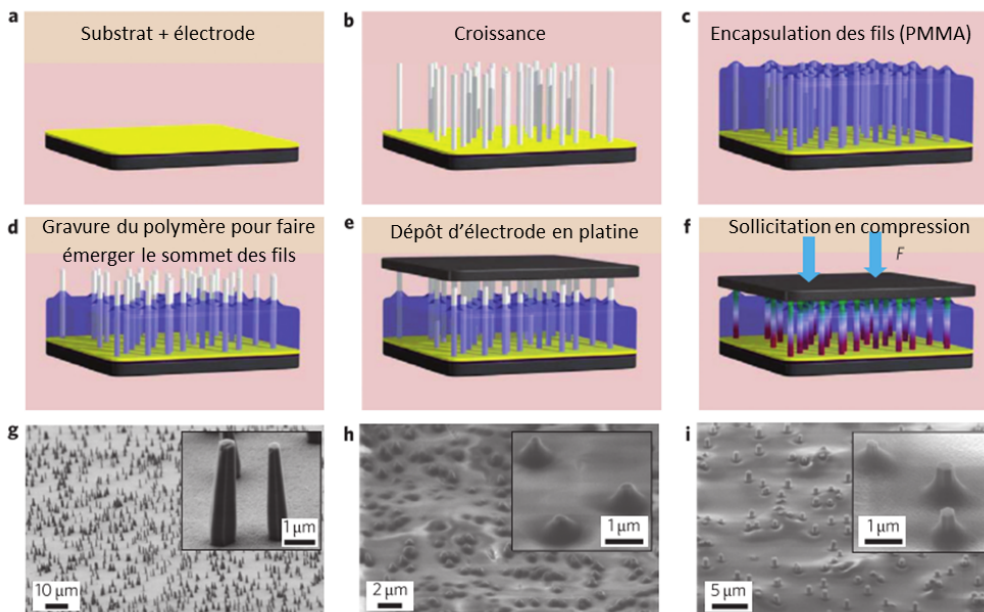 a
Substrat + électrode
b
Croissance
c
Encapsulation des fils (PMMA)
d
Gravure du polymère pour faire
émerger le sommet des fils
e
Dépôt d'électrode en platine
f
Sollicitation en compression
F
g
1 µm
10 µm
h
1 µm
2 µm
i
1 µm
5 µm